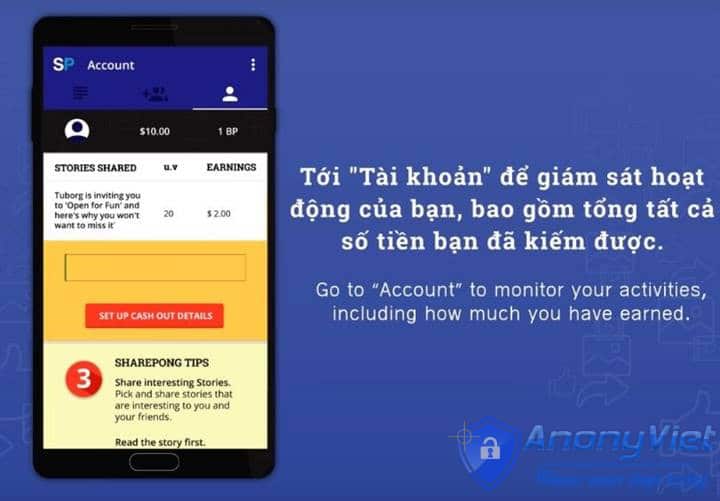 SP Account
$10.00 1 BP
STORIES SHARED u.v EARNINGS
Tuborg is inviting you
to 'Open for Fun' and
here's why you won't
want to miss it'
20 $ 2.00
SET UP CASH OUT DETAILS
SHAREPONG TIPS
3
Share interesting Stories.
Pick and share stories that
are interesting to you and
your friends.
Read the story first.
Tới "Tài khoản" để giám sát hoạt
động của bạn, bao gồm tổng tất cả
số tiền bạn đã kiếm được.
Go to “Account” to monitor your activities,
including how much you have earned.
AnonyViet